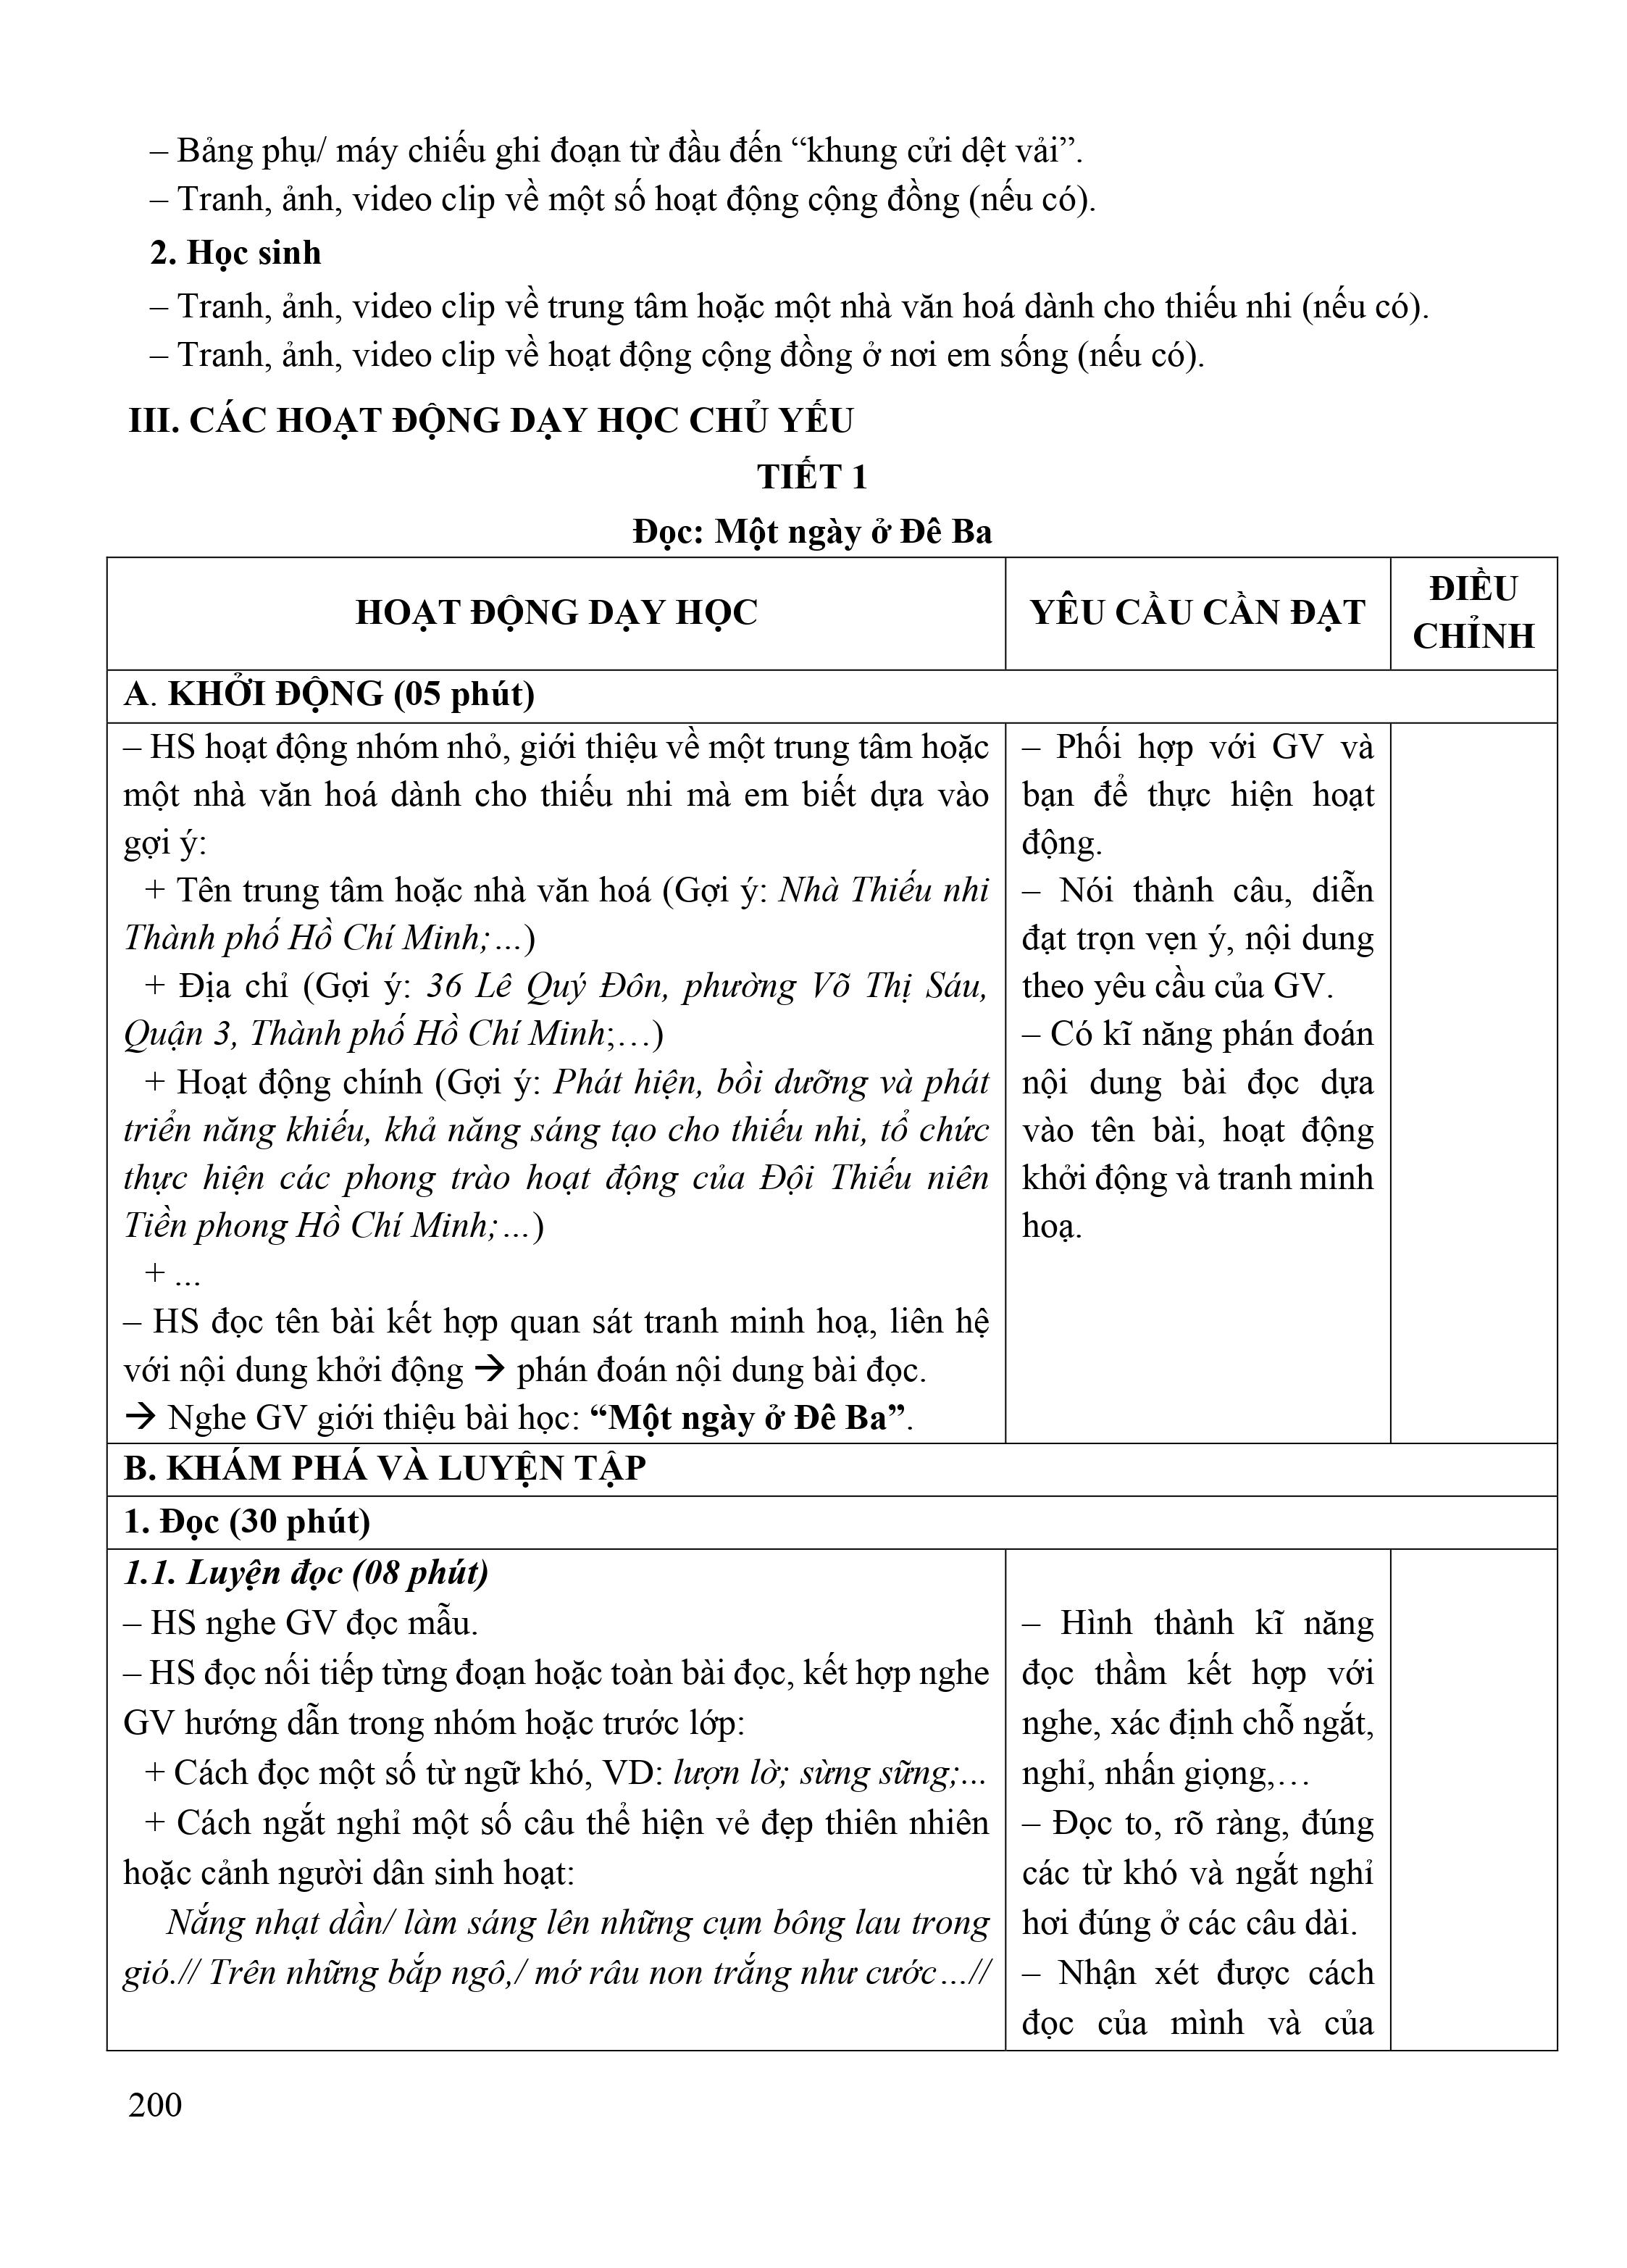 – Bảng phụ/ máy chiếu ghi đoạn từ đầu đến “khung cửi dệt vải”.
– Tranh, ảnh, video clip về một số hoạt động cộng đồng (nếu có).
2. Học sinh
– Tranh, ảnh, video clip về trung tâm hoặc một nhà văn hoá dành cho thiếu nhi (nếu có).
– Tranh, ảnh, video clip về hoạt động cộng đồng ở nơi em sống (nếu có).
III. CÁC HOẠT ĐỘNG DẠY HỌC CHỦ YẾU
TIẾT 1
Đọc: Một ngày ở Đê Ba
HOẠT ĐỘNG DẠY HỌC
YÊU CẦU CẦN ĐẠT
ĐIỀU
CHỈNH
A. KHỞI ĐỘNG (05 phút)
– HS hoạt động nhóm nhỏ, giới thiệu về một trung tâm hoặc
một nhà văn hoá dành cho thiếu nhi mà em biết dựa vào
gợi ý:
+ Tên trung tâm hoặc nhà văn hoá (Gợi ý: Nhà Thiếu nhi
Thành phố Hồ Chí Minh;…)
+ Địa chỉ (Gợi ý: 36 Lê Quý Đôn, phường Võ Thị Sáu,
Quận 3, Thành phố Hồ Chí Minh;…)
+ Hoạt động chính (Gợi ý: Phát hiện, bồi dưỡng và phát
triển năng khiếu, khả năng sáng tạo cho thiếu nhi, tổ chức
thực hiện các phong trào hoạt động của Đội Thiếu niên
Tiền phong Hồ Chí Minh;…)
+ ...
– HS đọc tên bài kết hợp quan sát tranh minh hoạ, liên hệ
với nội dung khởi động → phán đoán nội dung bài đọc.
→ Nghe GV giới thiệu bài học: “Một ngày ở Đê Ba”.
– Phối hợp với GV và
bạn để thực hiện hoạt
động.
– Nói thành câu, diễn
đạt trọn vẹn ý, nội dung
theo yêu cầu của GV.
– Có kĩ năng phán đoán
nội dung bài đọc dựa
vào tên bài, hoạt động
khởi động và tranh minh
hoạ.
B. KHÁM PHÁ VÀ LUYỆN TẬP
1. Đọc (30 phút)
1.1. Luyện đọc (08 phút)
– HS nghe GV đọc mẫu.
– HS đọc nối tiếp từng đoạn hoặc toàn bài đọc, kết hợp nghe
GV hướng dẫn trong nhóm hoặc trước lớp:
+ Cách đọc một số từ ngữ khó, VD: lượn lờ; sừng sững;...
+ Cách ngắt nghỉ một số câu thể hiện vẻ đẹp thiên nhiên
hoặc cảnh người dân sinh hoạt:
Nắng nhạt dần/ làm sáng lên những cụm bông lau trong
gió.// Trên những bắp ngô,/ mớ râu non trắng như cước…//
– Hình thành kĩ năng
đọc thầm kết hợp với
nghe, xác định chỗ ngắt,
nghỉ, nhấn giọng,…
– Đọc to, rõ ràng, đúng
các từ khó và ngắt nghỉ
hơi đúng ở các câu dài.
– Nhận xét được cách
đọc của mình và của
200